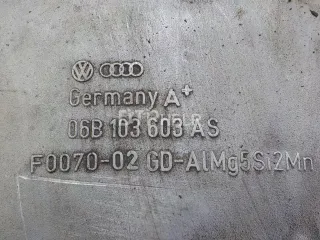 Germany A+
06B 103 603 AS
F0070-02 GD-AlMg5Si2Mn